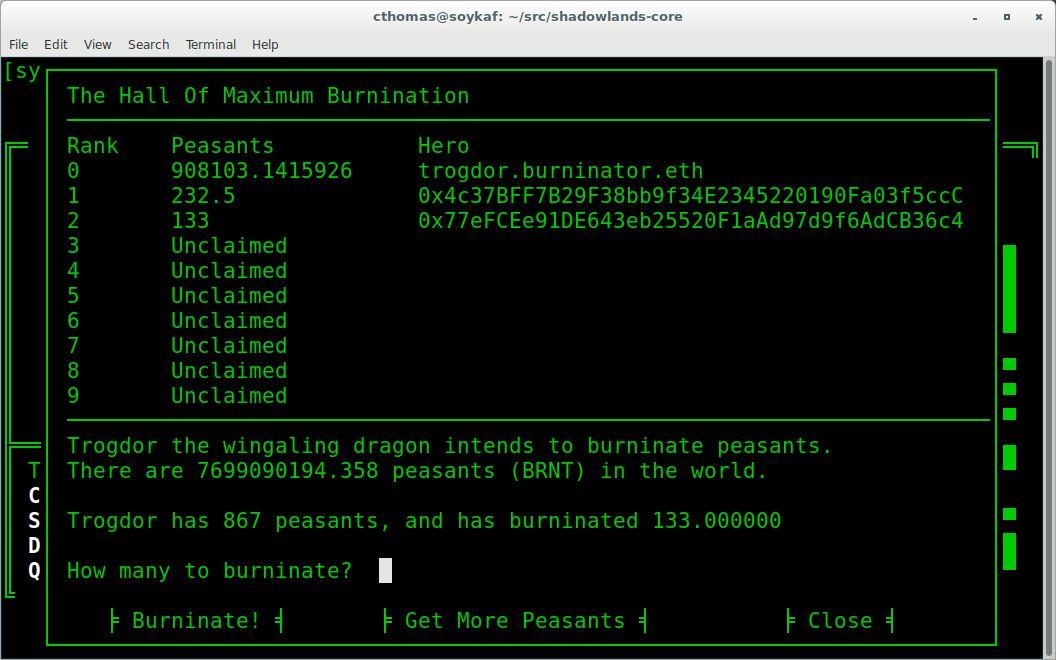 cthomas@soykaf: ~/src/shadowlands-core
File Edit View Search Terminal Help
[sy
The Hall Of Maximum Burnination
Rank Peasants Hero
0 908103.1415926 trogdor.burninator.eth
1 232.5 0x4c37BFF7B29F38bb9f34E2345220190Fa03f5ccC
2 133 0x77eFCEe91DE643eb25520F1aAd97d9f6AdCB36c4
3 Unclaimed
4 Unclaimed
5 Unclaimed
6 Unclaimed
7 Unclaimed
8 Unclaimed
9 Unclaimed
Trogdor the wingaling dragon intends to burninate peasants.
There are 7699090194.358 peasants (BRNT) in the world.
Trogdor has 867 peasants, and has burninated 133.000000
How many to burninate?
Burninate! Get More Peasants Close
T
C
S
D
Q